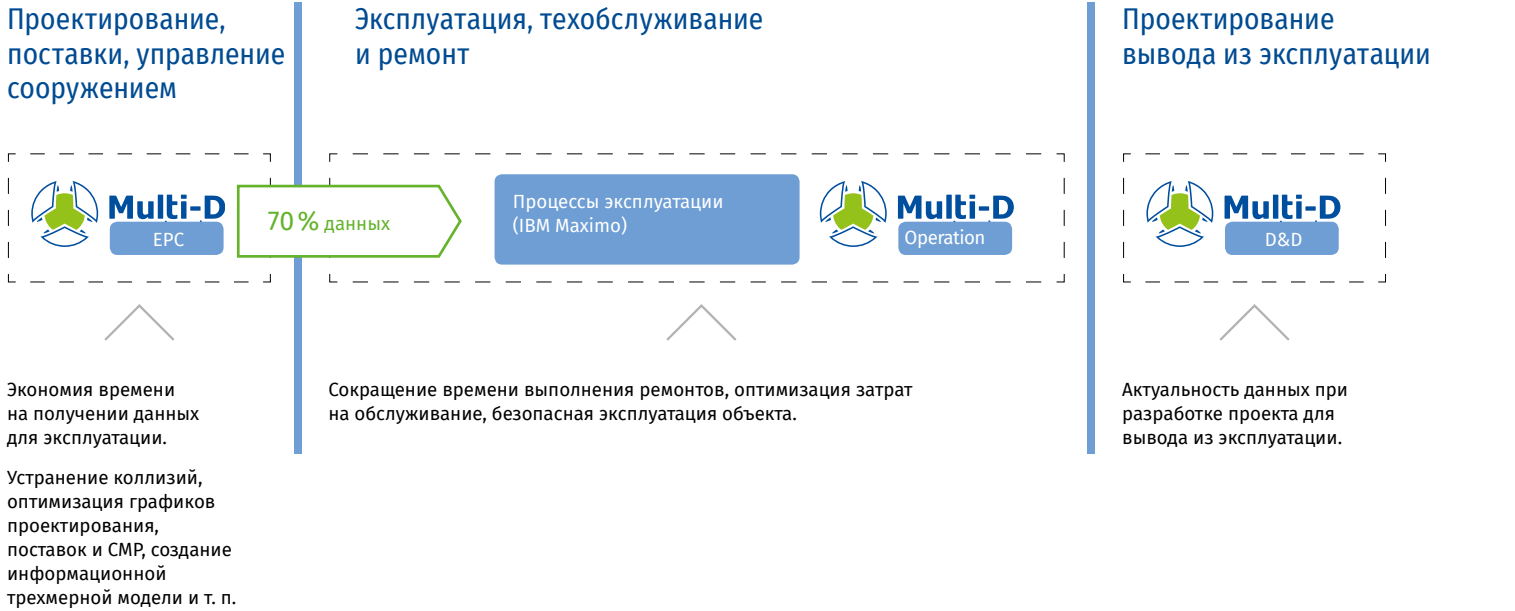 Проектирование,
поставки, управление
сооружением
Эксплуатация, техобслуживание
и ремонт
Проектирование
вывода из эксплуатации
Multi-D
EPC
70 % данных
Процессы эксплуатации
(IBM Maximo)
Multi-D
Operation
Multi-D
D&D
Экономия времени
на получении данных
для эксплуатации.
Устранение коллизий,
оптимизация графиков
проектирования,
поставок и СМР, создание
информационной
трехмерной модели и т. п.
Сокращение времени выполнения ремонтов, оптимизация затрат
на обслуживание, безопасная эксплуатация объекта.
Актуальность данных при
разработке проекта для
вывода из эксплуатации.